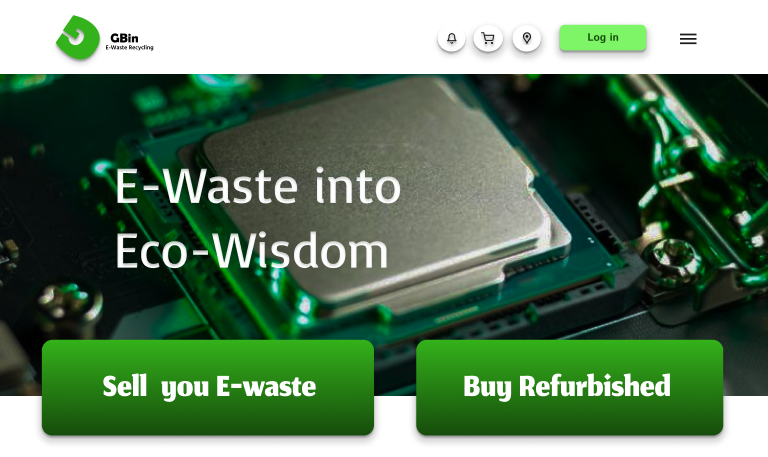 GBin
E-Waste Recycling
Log in
E-Waste into
Eco-Wisdom
Sell you E-waste
Buy Refurbished